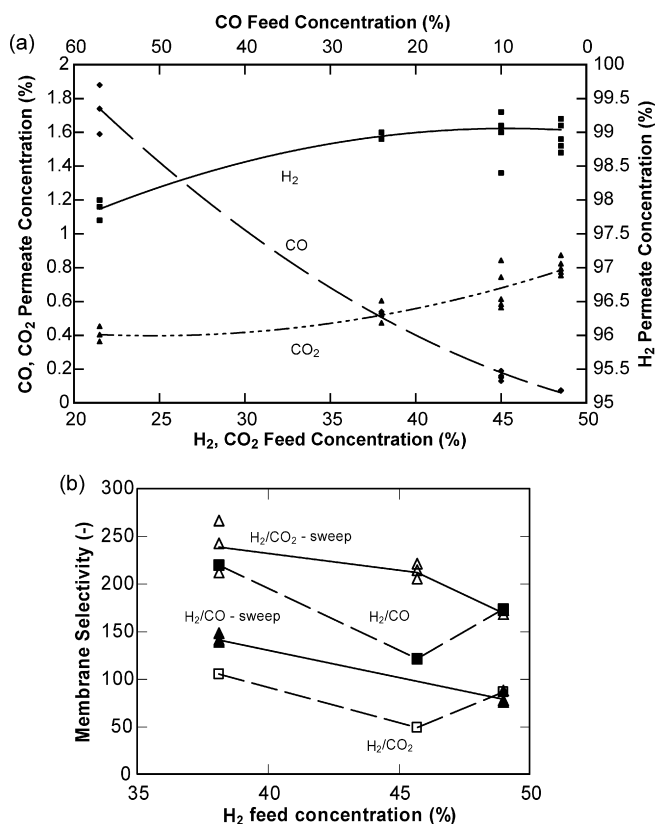 CO Feed Concentration (%)
(a)
60 50 40 30 20 10 0
2 100
1.8 99.5
1.6 99
1.4 98.5
1.2 98
1 97.5
0.8 97
0.6 96.5
0.4 96
0.2 95.5
0 95
CO, CO₂ Permeate Concentration (%)
H₂ Permeate Concentration (%)
H₂
CO
CO₂
20 25 30 35 40 45 50
H₂, CO₂ Feed Concentration (%)
(b)
300
250
200
150
100
50
0
Membrane Selectivity (-)
H₂/CO₂ - sweep
H₂/CO - sweep
H₂/CO
H₂/CO₂
35 40 45 50
H₂ feed concentration (%)